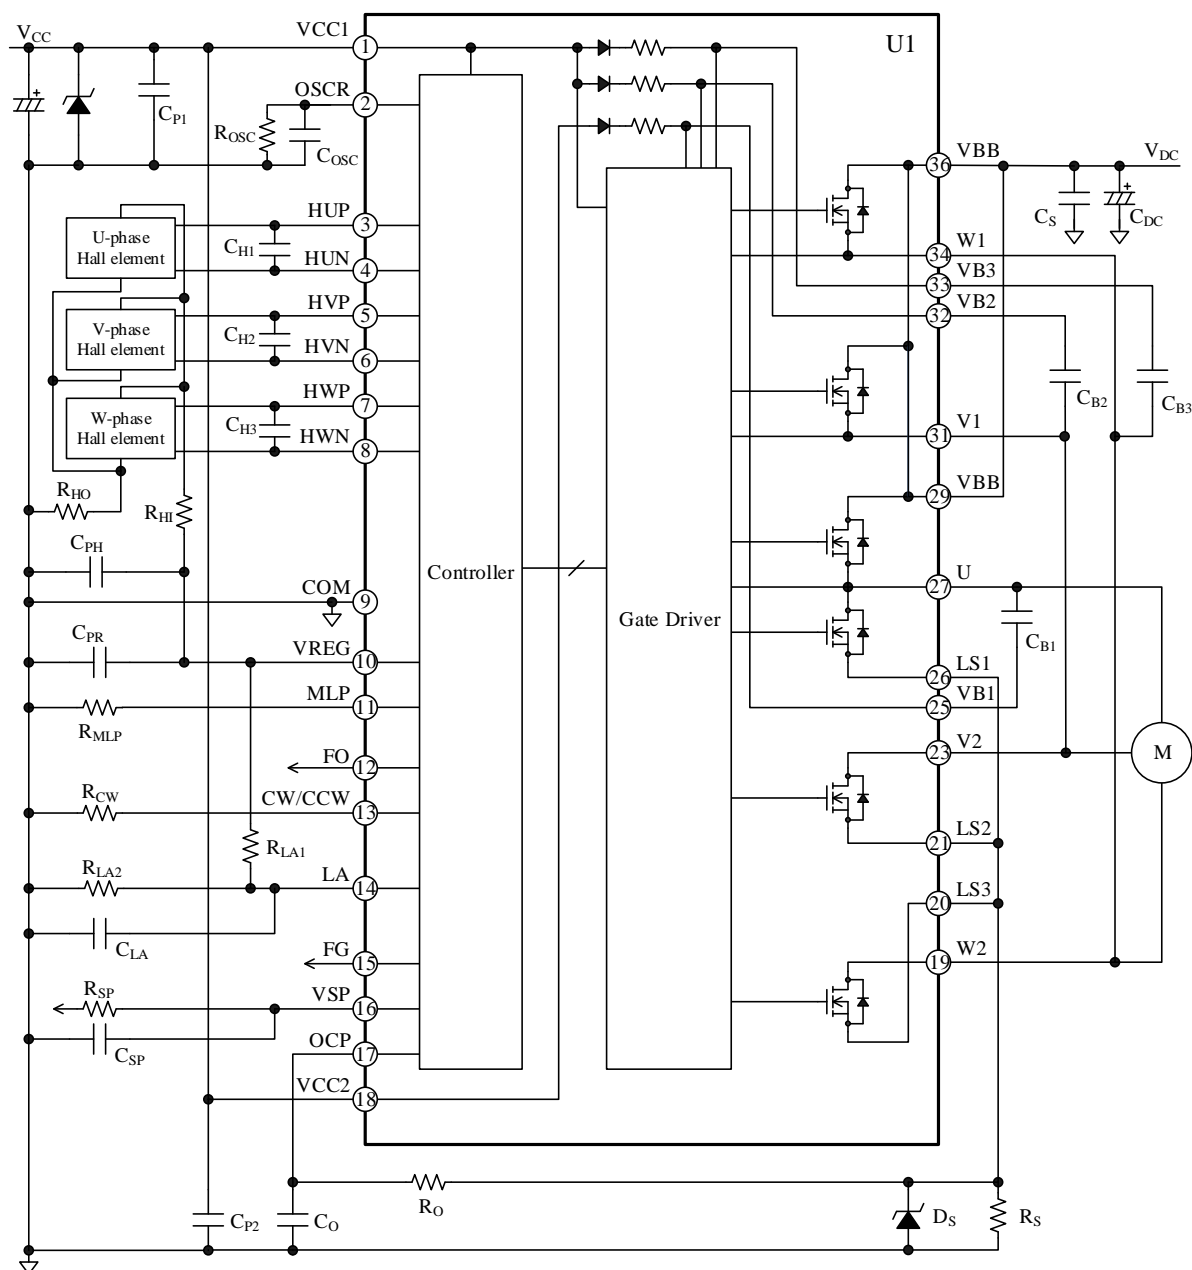 VCC
VCC1
1
U1
CP1
OSCR
2
ROSC
COSC
36
VBB
VDC
CS
CDC
HUP
3
U-phase
Hall element
CH1
HUN
4
34
W1
33
VB3
32
VB2
HVP
5
V-phase
Hall element
CH2
HVN
6
HWP
7
W-phase
Hall element
CH3
HWN
8
CB2
CB3
31
V1
RHO
RHI
29
VBB
CPH
Controller
COM
9
27
U
Gate Driver
CB1
CPR
VREG
10
26
LS1
MLP
11
RMLP
25
VB1
FO
12
23
V2
M
RCW
CW/CCW
13
RLA1
21
LS2
RLA2
LA
14
20
LS3
CLA
FG
15
19
W2
RSP
VSP
16
CSP
OCP
17
VCC2
18
RO
CP2
CO
DS
RS